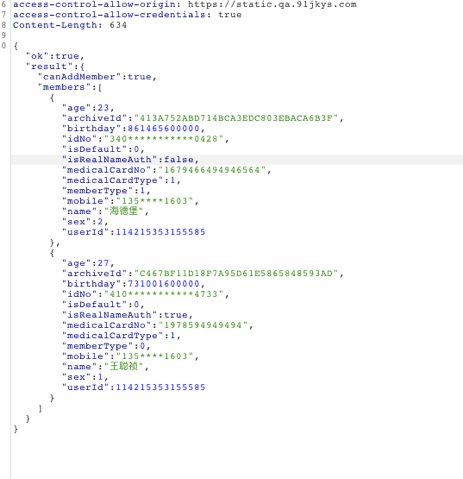 6 access-control-allow-origin: https://static.qa.91jkys.com
7 access-control-allow-credentials: true
8 Content-Length: 634
9
0 {
"ok":true,
"result":{
"canAddMember":true,
"members":[
{
"age":23,
"archiveId":"413A752ABD714BCA3EDC803EBACA6B3F",
"birthday":861465600000,
"idNo":"340***********0428",
"isDefault":0,
"isRealNameAuth":false,
"medicalCardNo":"1679466494946564",
"medicalCardType":1,
"memberType":1,
"mobile":"135****1603",
"name":"海德堡",
"sex":2,
"userId":114215353155585
},
{
"age":27,
"archiveId":"C467BF11D18F7A95D61E5865848593AD",
"birthday":731001600000,
"idNo":"410***********4733",
"isDefault":0,
"isRealNameAuth":true,
"medicalCardNo":"1978594949494",
"medicalCardType":1,
"memberType":0,
"mobile":"135****1603",
"name":"王聪祯",
"sex":1,
"userId":114215353155585
}
]
}
}